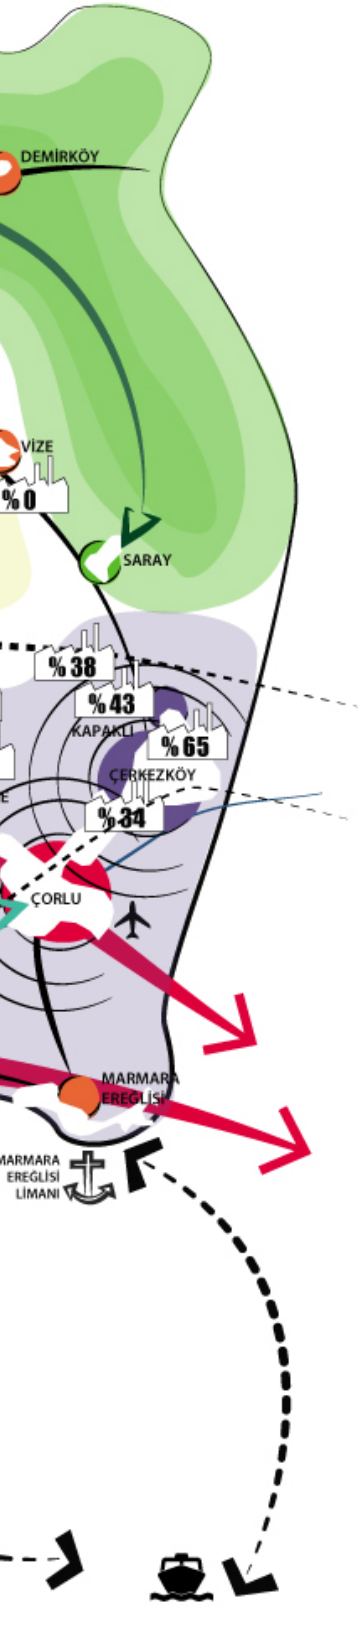 DEMİRKÖY
VİZE
% 0
SARAY
% 38
% 43
KAPAKLI
% 65
ÇERKEZKÖY
% 34
E
ÇORLU
MARMARA
EREĞLİSİ
MARMARA
EREĞLİSİ
LİMANI